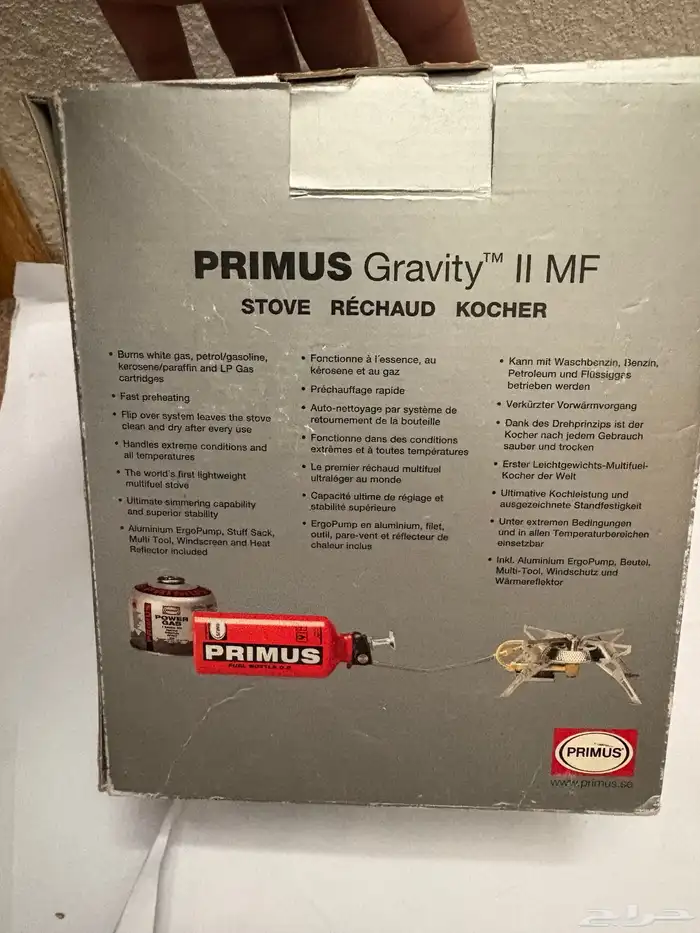 PRIMUS Gravity™ II MF
STOVE RÉCHAUD KOCHER
• Burns white gas, petrol/gasoline,
kerosene/paraffin and LP Gas
cartridges
• Fast preheating
• Flip over system leaves the stove
clean and dry after every use
• Handles extreme conditions and
all temperatures
• The world's first lightweight
multifuel stove
• Ultimate simmering capability
and superior stability
• Aluminium ErgoPump, Stuff Sack,
Multi Tool, Windscreen and Heat
Reflector included
• Fonctionne à l'essence, au
kérosene et au gaz
• Préchauffage rapide
• Auto-nettoyage par système de
retournement de la bouteille
• Fonctionne dans des conditions
extrêmes et à toutes températures
• Le premier réchaud multifuel
ultraléger au monde
• Capacité ultime de réglage et
stabilité supérieure
• ErgoPump en aluminium, filet,
outil, pare-vent et réflecteur de
chaleur inclus
• Kann mit Waschbenzin, Benzin,
Petroleum und Flüssiggas
betrieben werden
• Verkürzter Vorwärmvorgang
• Dank des Drehprinzips ist der
Kocher nach jedem Gebrauch
sauber und trocken
• Erster Leichtgewichts-Multifuel-
Kocher der Welt
• Ultimative Kochleistung und
ausgezeichnete Standfestigkeit
• Unter extremen Bedingungen
und in allen Temperaturbereichen
einsetzbar
• Inkl. Aluminium ErgoPump, Beutel,
Multi-Tool, Windschutz und
Wärmereflektor
POWER
GAS
PRIMUS
FUEL BOTTLE
PRIMUS
www.primus.se
حراج